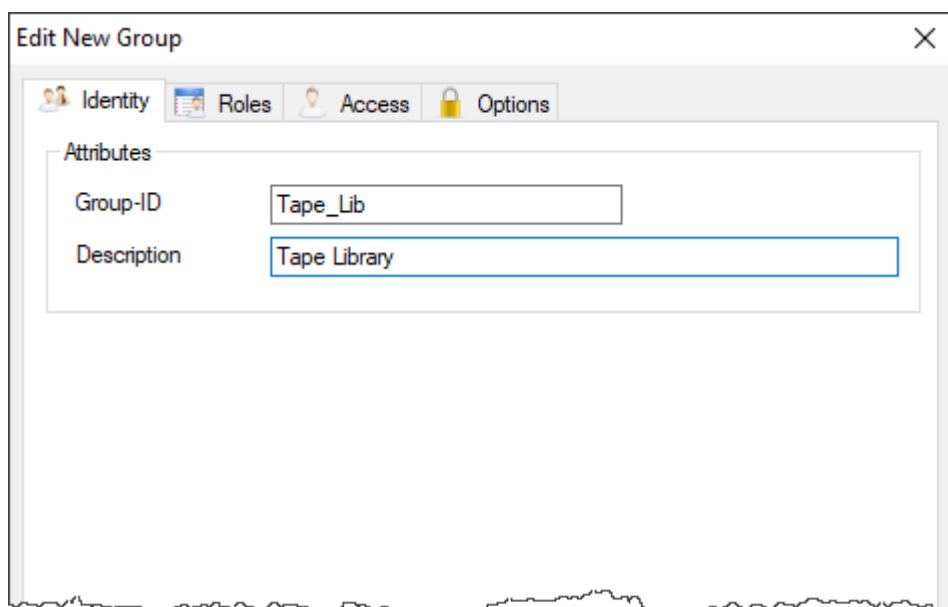 Edit New Group
Identity Roles Access Options
Attributes
Group-ID Tape_Lib
Description Tape Library